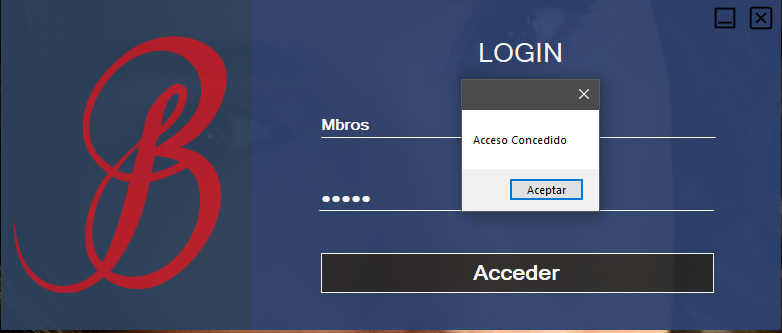 B
LOGIN
Mbros
Acceso Concedido
Aceptar
•••••
Acceder